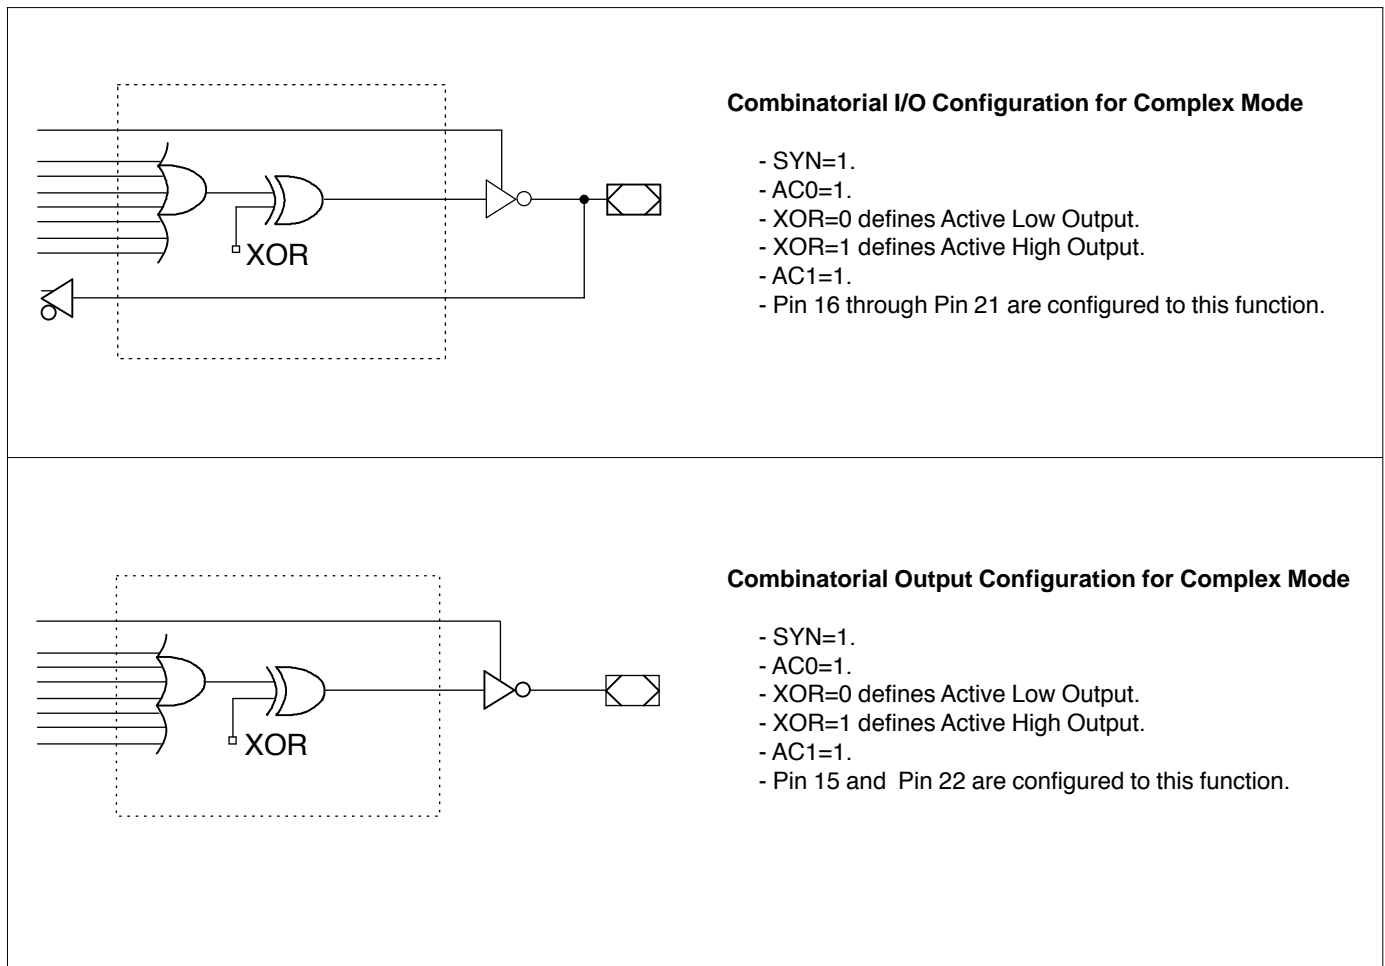 Combinatorial I/O Configuration for Complex Mode
- SYN=1.
- AC0=1.
- XOR=0 defines Active Low Output.
- XOR=1 defines Active High Output.
- AC1=1.
- Pin 16 through Pin 21 are configured to this function.
XOR
Combinatorial Output Configuration for Complex Mode
- SYN=1.
- AC0=1.
- XOR=0 defines Active Low Output.
- XOR=1 defines Active High Output.
- AC1=1.
- Pin 15 and  Pin 22 are configured to this function.
XOR